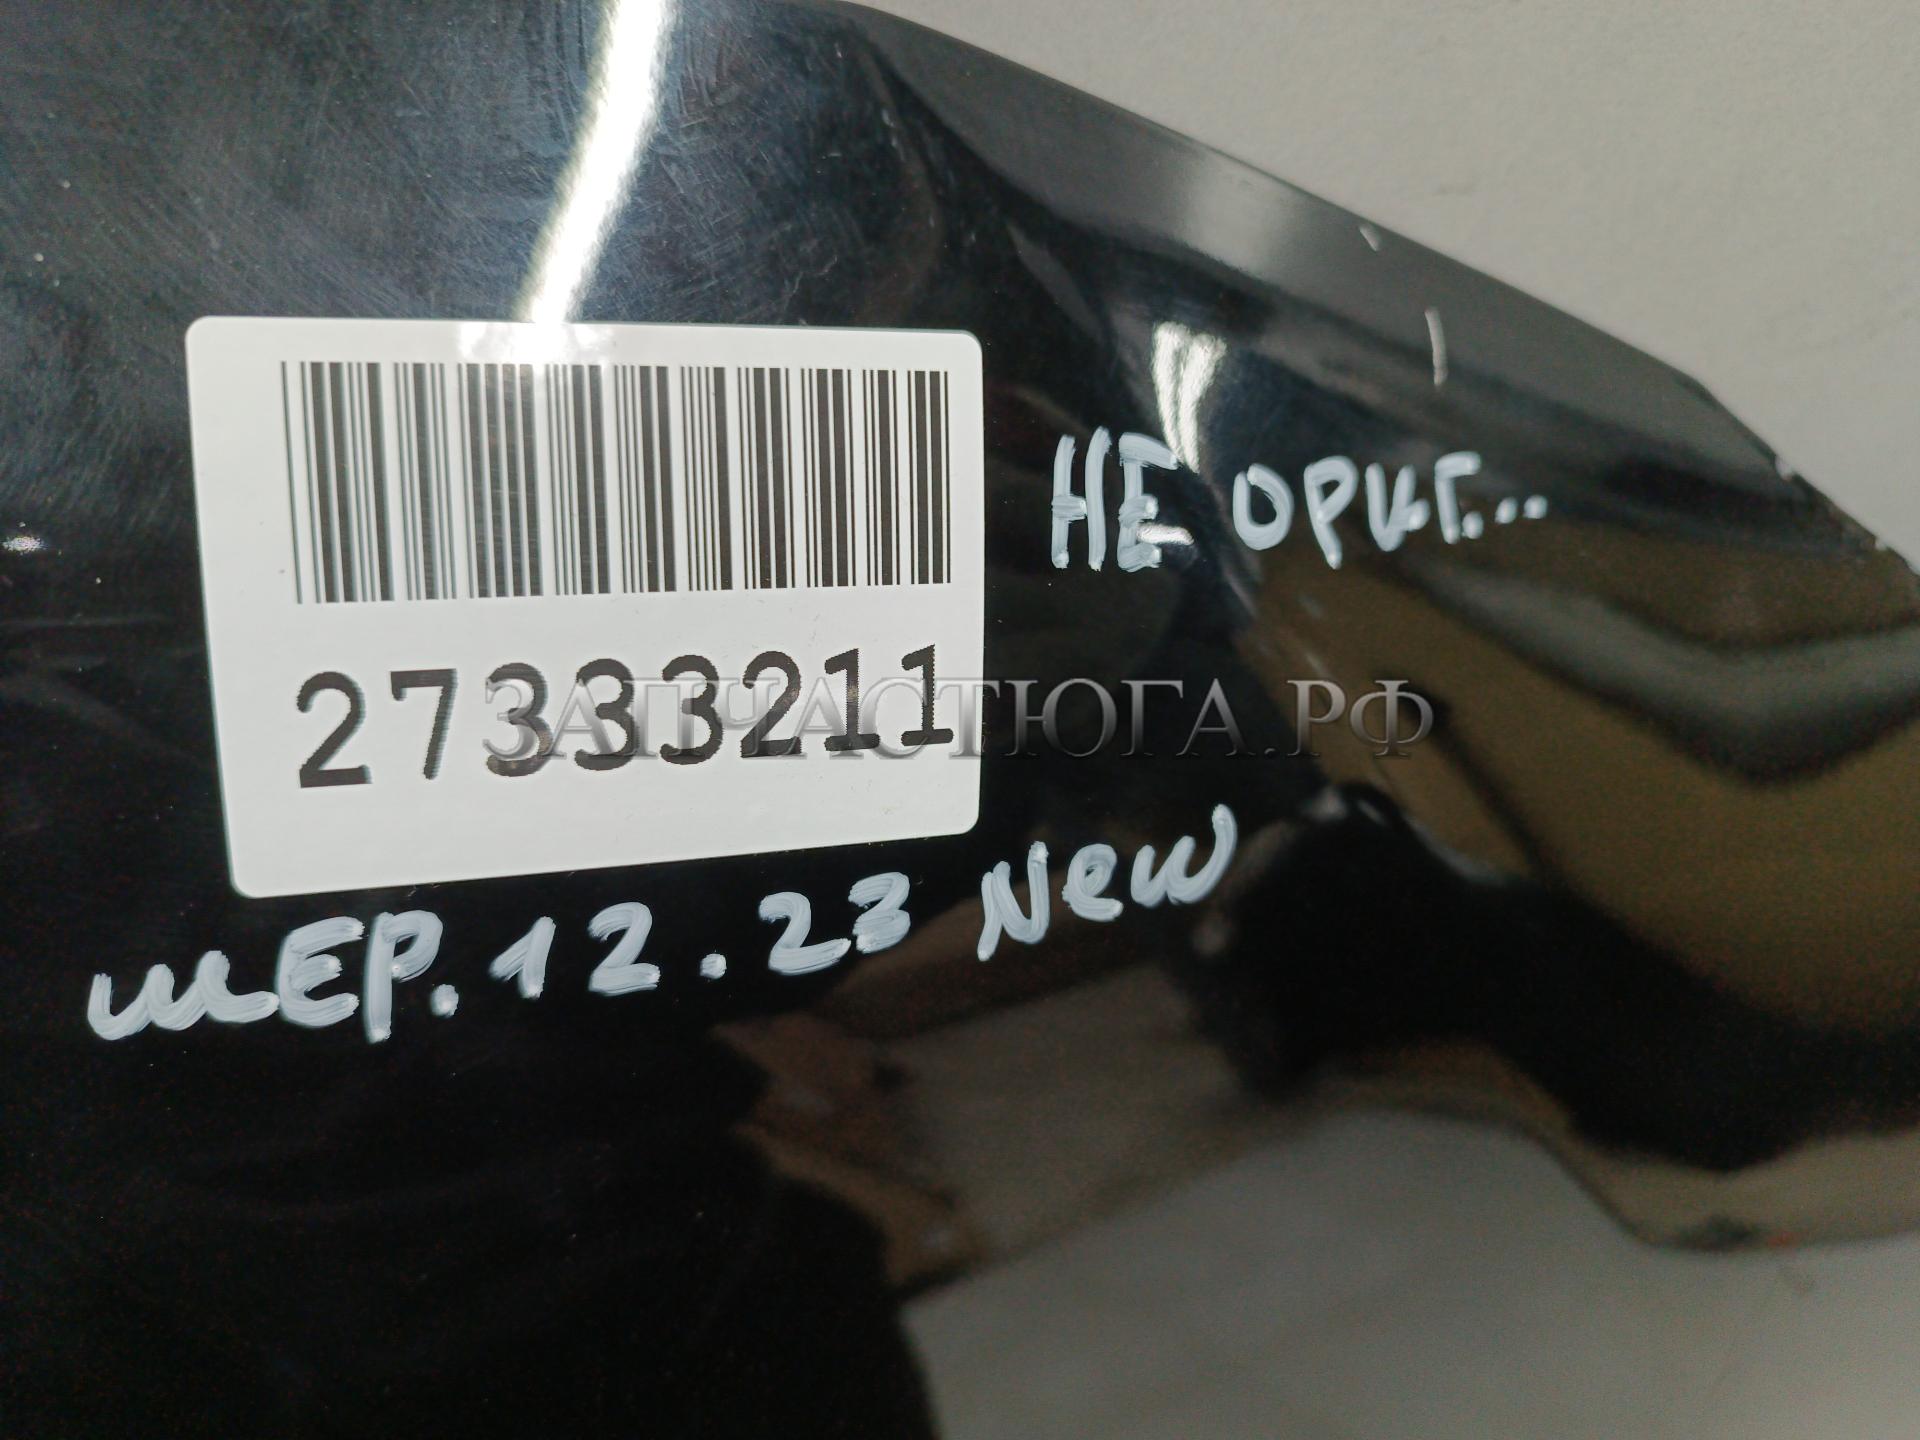 НЕ ОРИГ...
27333211
ЗАПЧАСТЮГА.РФ
шЕР.12.23 New